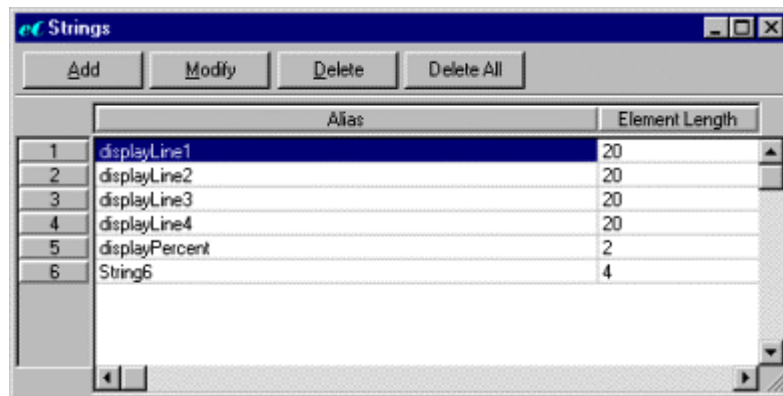 eC Strings
Add Modify Delete Delete All
Alias Element Length
1 displayLine1 20
2 displayLine2 20
3 displayLine3 20
4 displayLine4 20
5 displayPercent 2
6 String6 4